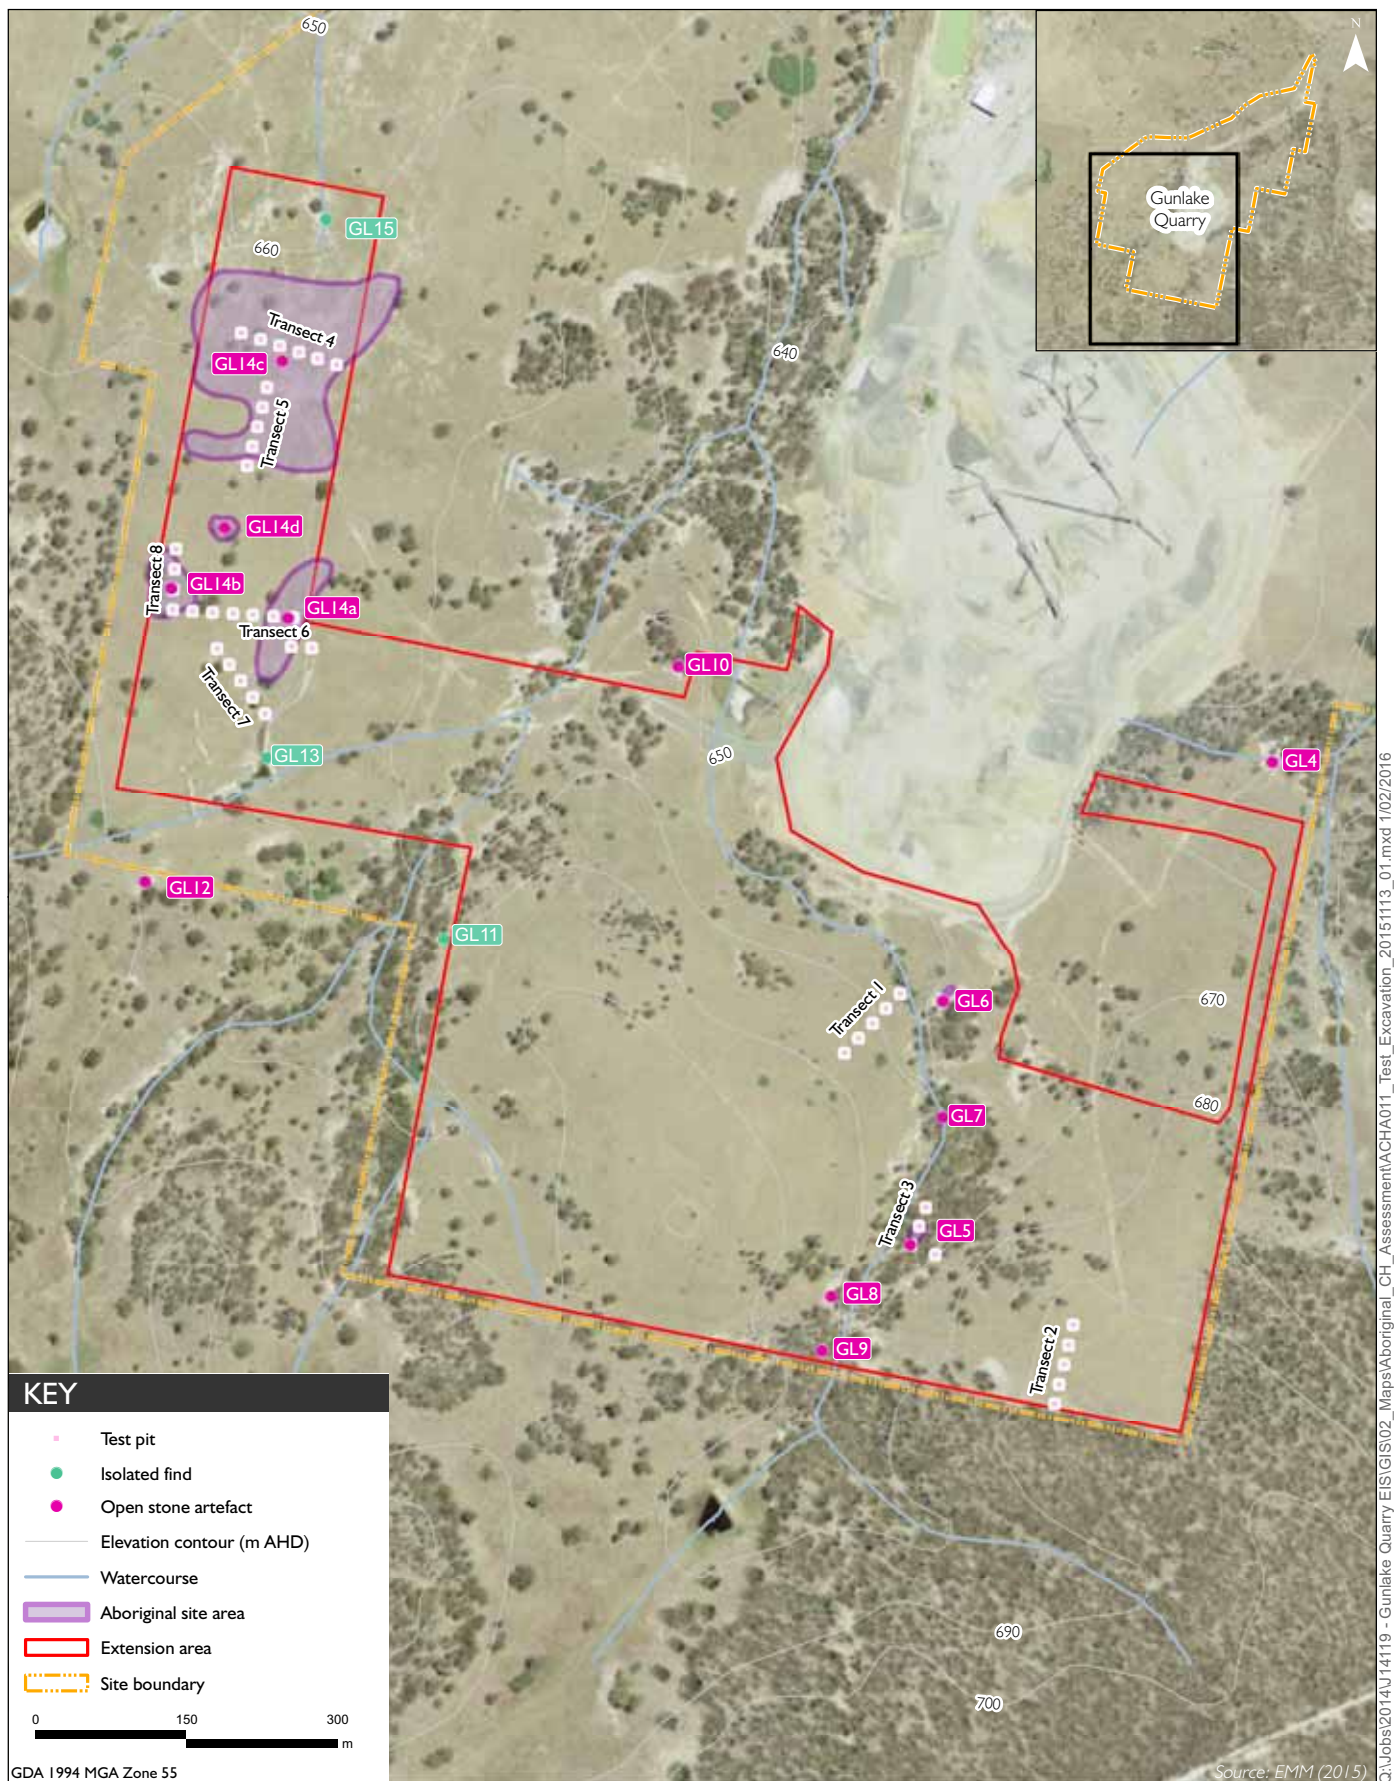 650
N
Gunlake
Quarry
GL15
660
Transect 4
640
GL14c
Transect 5
GL14d
Transect 8
GL14b
GL14a
Transect 6
GL10
Transect 7
GL13
650
GL4
GL12
GL11
Transect 1
GL6
670
680
GL7
Transect 3
GL5
GL8
GL9
Transect 2
690
700
KEY
Test pit
Isolated find
Open stone artefact
Elevation contour (m AHD)
Watercourse
Aboriginal site area
Extension area
Site boundary
0 150 300
m
GDA 1994 MGA Zone 55
Source: EMM (2015)
Q:\Jobs\2014\J14119 - Gunlake Quarry EIS\GIS\02_Maps\Aboriginal_CH_Assessment\ACHA011_Test_Excavation_20151113_01.mxd 1/02/2016